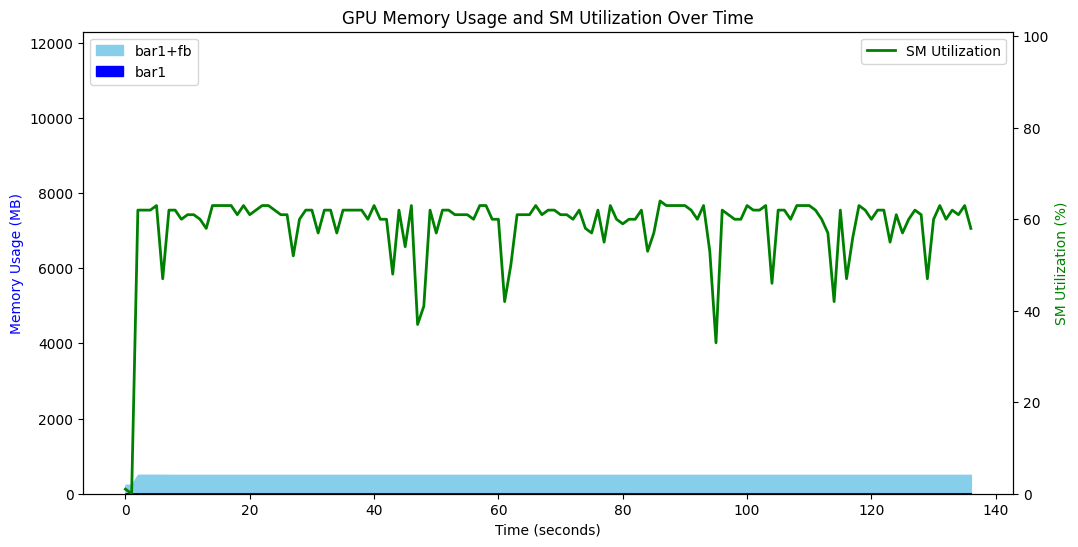 GPU Memory Usage and SM Utilization Over Time
bar1+fb
bar1
SM Utilization
Memory Usage (MB)
12000
10000
8000
6000
4000
2000
0
100
80
60
40
20
0
SM Utilization (%)
0 20 40 60 80 100 120 140
Time (seconds)